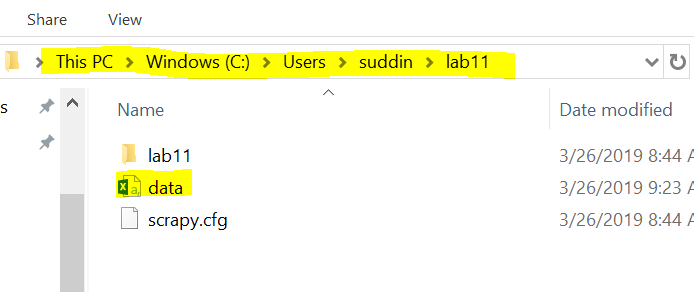 Share View
This PC > Windows (C:) > Users > suddin > lab11
s
Name Date modified
lab11 3/26/2019 8:44 A
data 3/26/2019 9:23 A
scrapy.cfg 3/26/2019 8:44 A